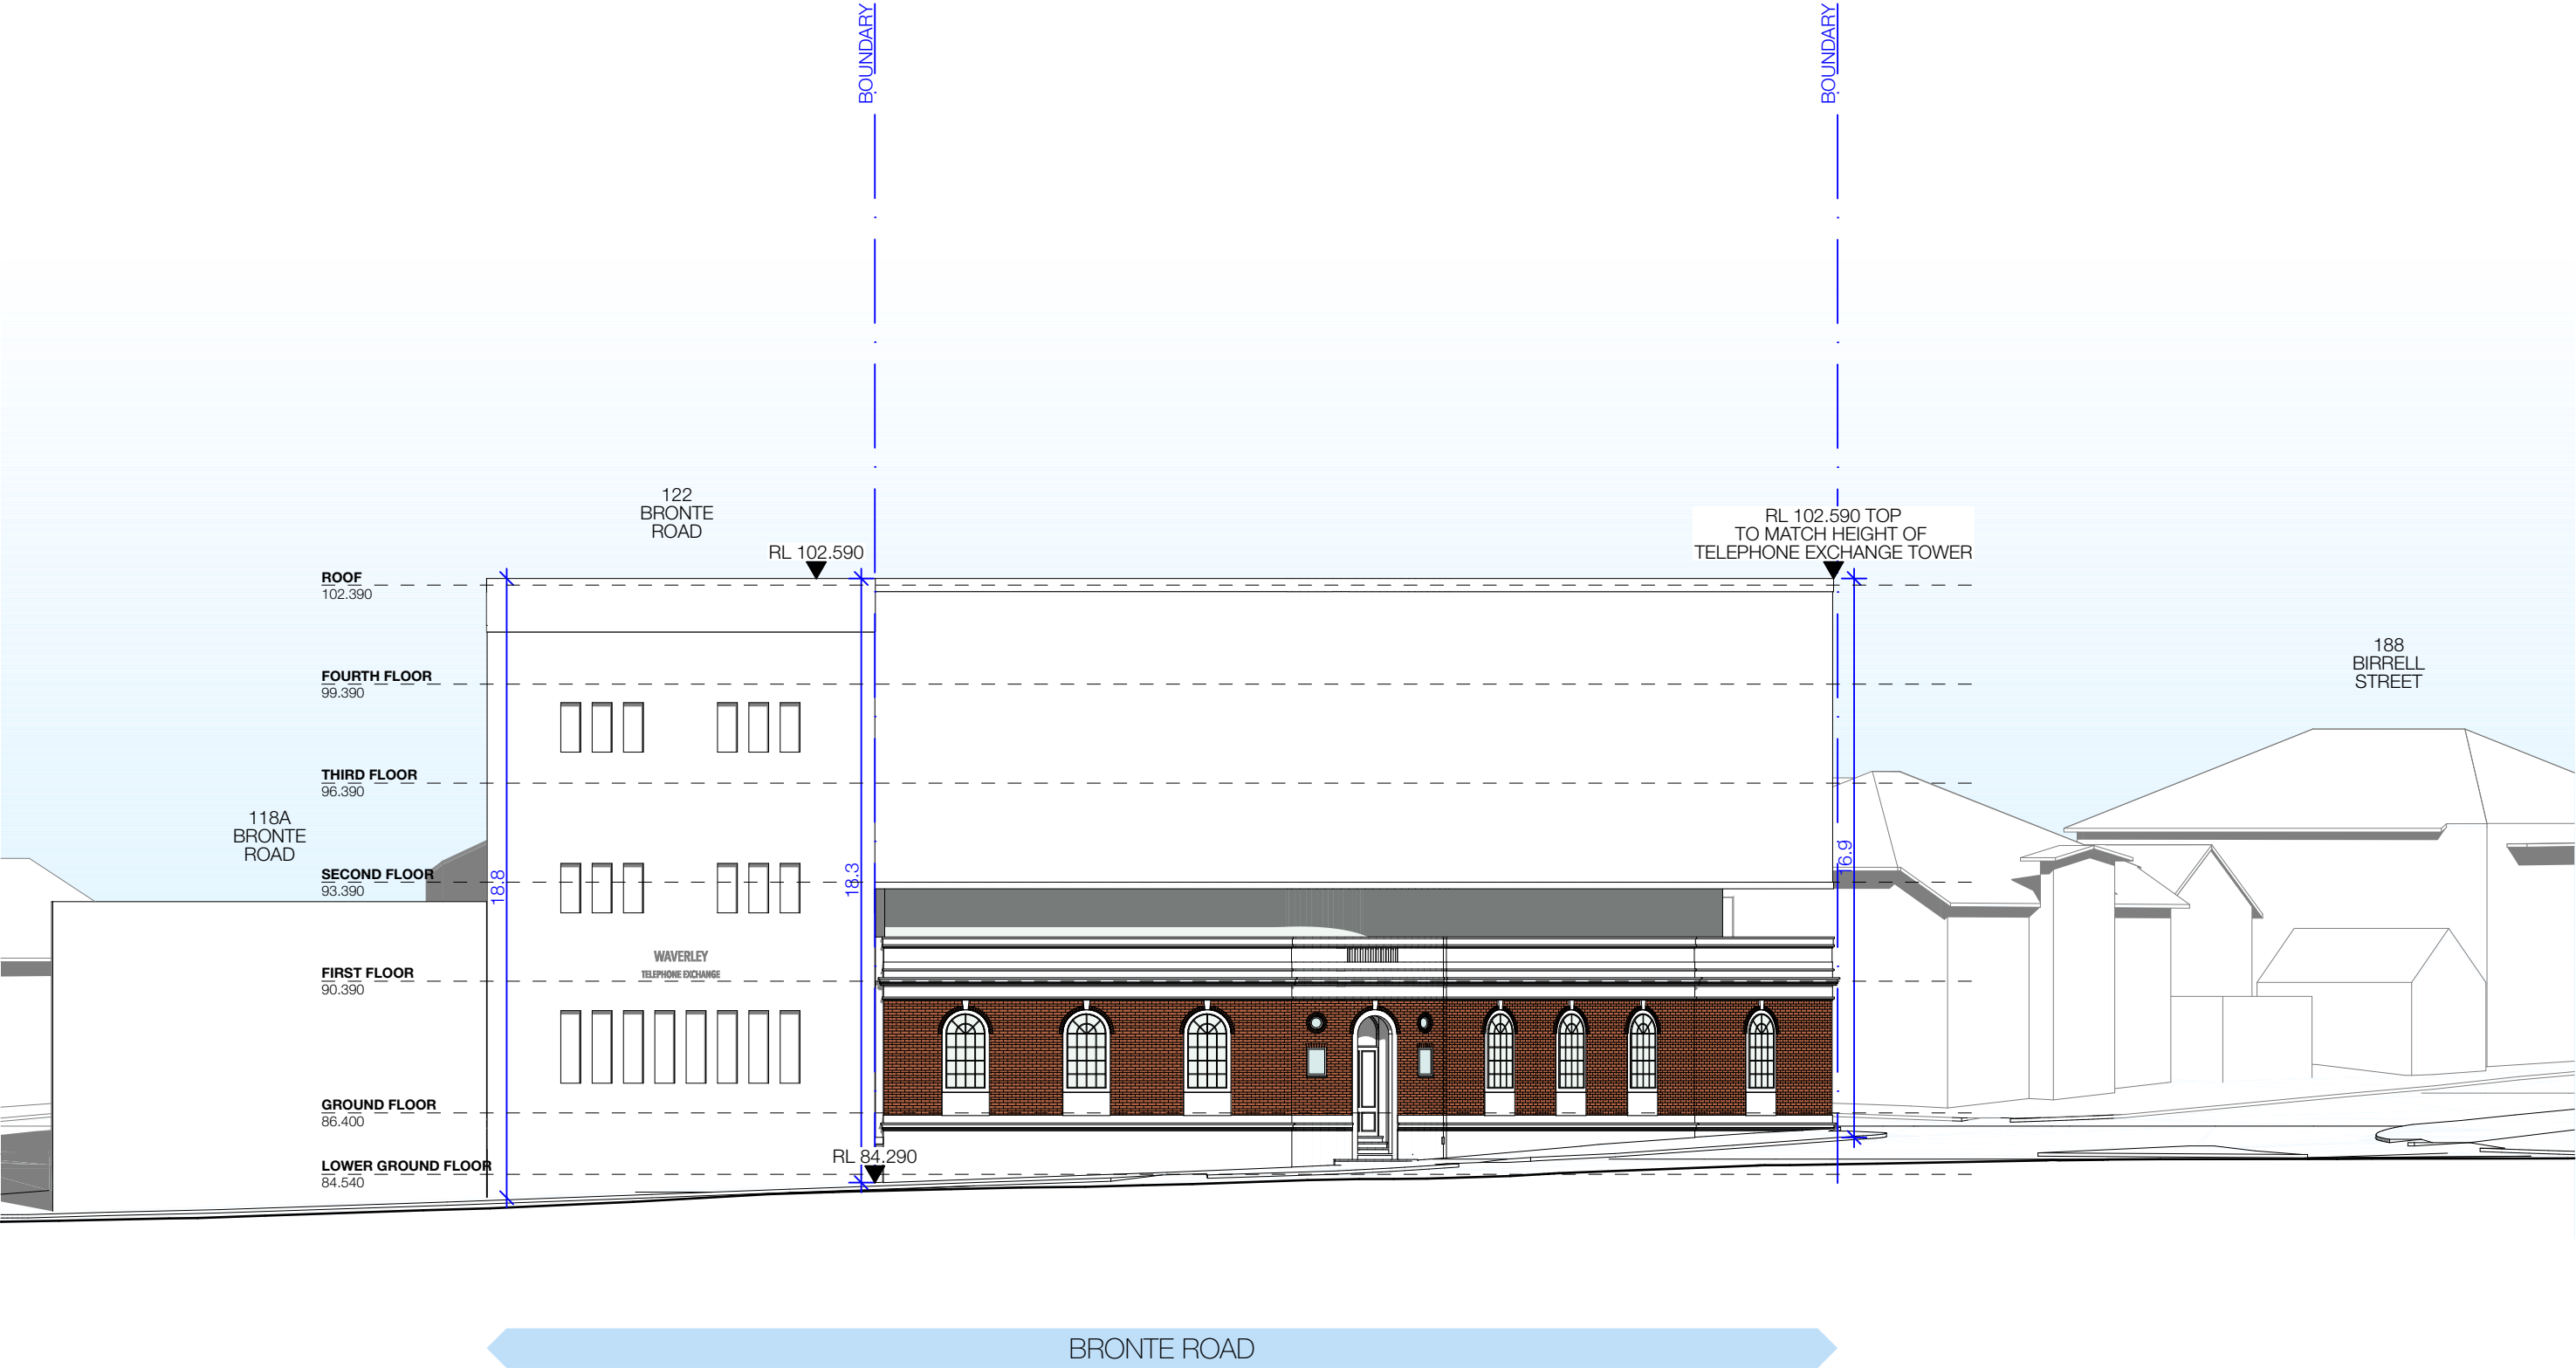 BOUNDARY
BOUNDARY
122
BRONTE
ROAD
RL 102.590
RL 102.590 TOP
TO MATCH HEIGHT OF
TELEPHONE EXCHANGE TOWER
ROOF
102.390
188
BIRRELL
STREET
FOURTH FLOOR
99.390
THIRD FLOOR
96.390
118A
BRONTE
ROAD
SECOND FLOOR
93.390
18.8
18.3
16.9
WAVERLEY
TELEPHONE EXCHANGE
FIRST FLOOR
90.390
GROUND FLOOR
86.400
RL 84.290
LOWER GROUND FLOOR
84.540
BRONTE ROAD